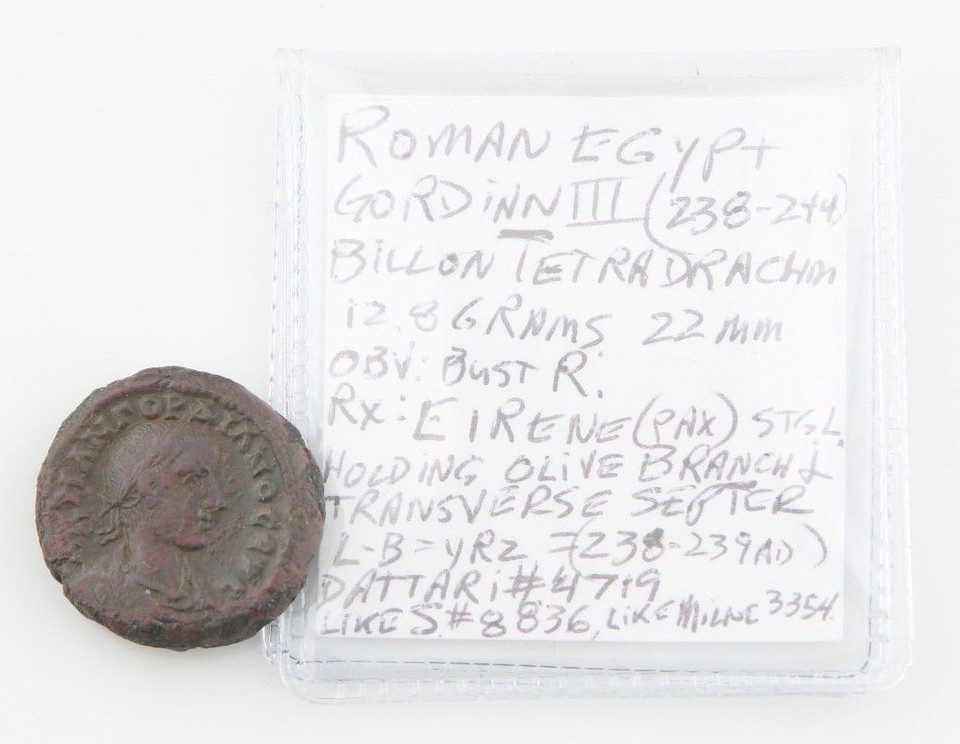 ROMAN EGYPT
GORDiAN III (238-244)
BiLLON TETRADRACHM
12.8 GRAMS 22 mm
OBV: BUST R.
RX: EIRENE (PAX) STG.L.
HOLDING OLIVE BRANCH &
TRANSVERSE SEPTER
L-B = YR2 = (238-239 AD)
DATTARi #4719
LIKE S.#8836, LiKE MiLNE 3354.
ΓΟΡΔΙΑΝΟC